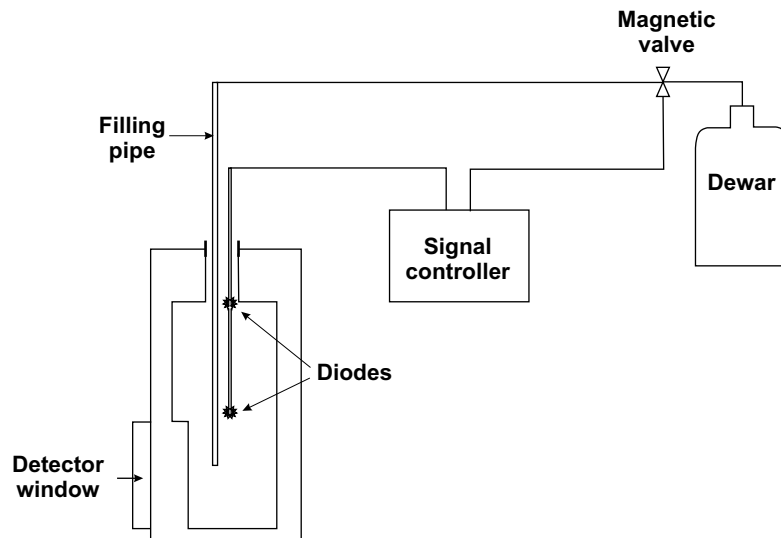 Magnetic
valve
Filling
pipe
Dewar
Signal
controller
Diodes
Detector
window